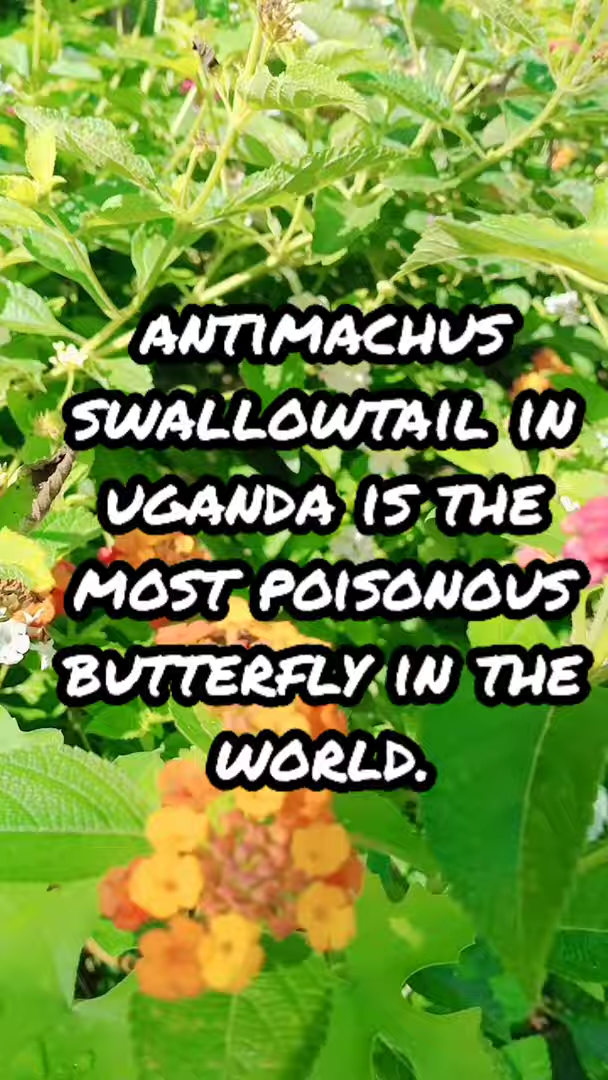 ANTIMACHUS
SWALLOWTAIL IN
UGANDA IS THE
MOST POISONOUS
BUTTERFLY IN THE
WORLD.